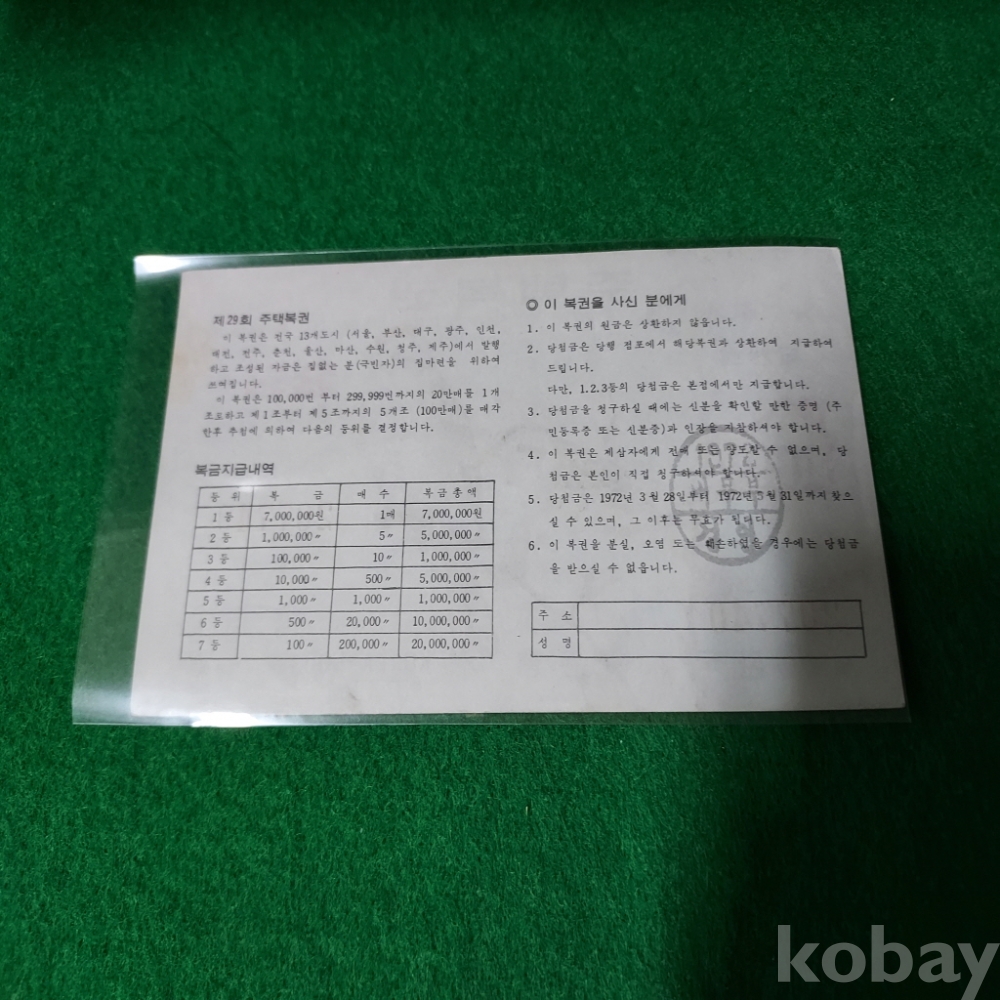 제29회 주택복권
이 복권은 전국 13개도시 (서울, 부산, 대구, 광주, 인천,
대전, 전주, 춘천, 울산, 마산, 수원, 청주, 제주)에서 발행
하고 조성된 자금은 집없는 분(국민자)의 집마련을 위하여
쓰여집니다.
이 복권은 100,000번 부터 299,999번까지의 20만매를 1개
조로하고 제1조부터 제5조까지의 5개조 (100만매)를 매각
한후 추첨에 의하여 다음의 등위를 결정합니다.
복금지급내역
등 위 복 금 매 수 복금총액
1 등 7,000,000원 1매 7,000,000원
2 등 1,000,000〃 5〃 5,000,000〃
3 등 100,000〃 10〃 1,000,000〃
4 등 10,000〃 500〃 5,000,000〃
5 등 1,000〃 1,000〃 1,000,000〃
6 등 500〃 20,000〃 10,000,000〃
7 등 100〃 200,000〃 20,000,000〃
◎ 이 복권을 사신 분에게
1. 이 복권의 원금은 상환하지 않습니다.
2. 당첨금은 당행 점포에서 해당복권과 상환하여 지급하여
드립니다.
다만, 1.2.3등의 당첨금은 본점에서만 지급합니다.
3. 당첨금을 청구하실 때에는 신분을 확인할 만한 증명 (주
민등록증 또는 신분증)과 인장을 지참하셔야 합니다.
4. 이 복권은 제삼자에게 전매 또는 양도할 수 없으며, 당
첨금은 본인이 직접 청구하셔야 합니다.
5. 당첨금은 1972년 3월 28일부터 1972년 5월 31일까지 찾으
실 수 있으며, 그 이후는 무효가 됩니다.
6. 이 복권을 분실, 오염 또는 훼손하였을 경우에는 당첨금
을 받으실 수 없읍니다.
주 소
성 명
kobay